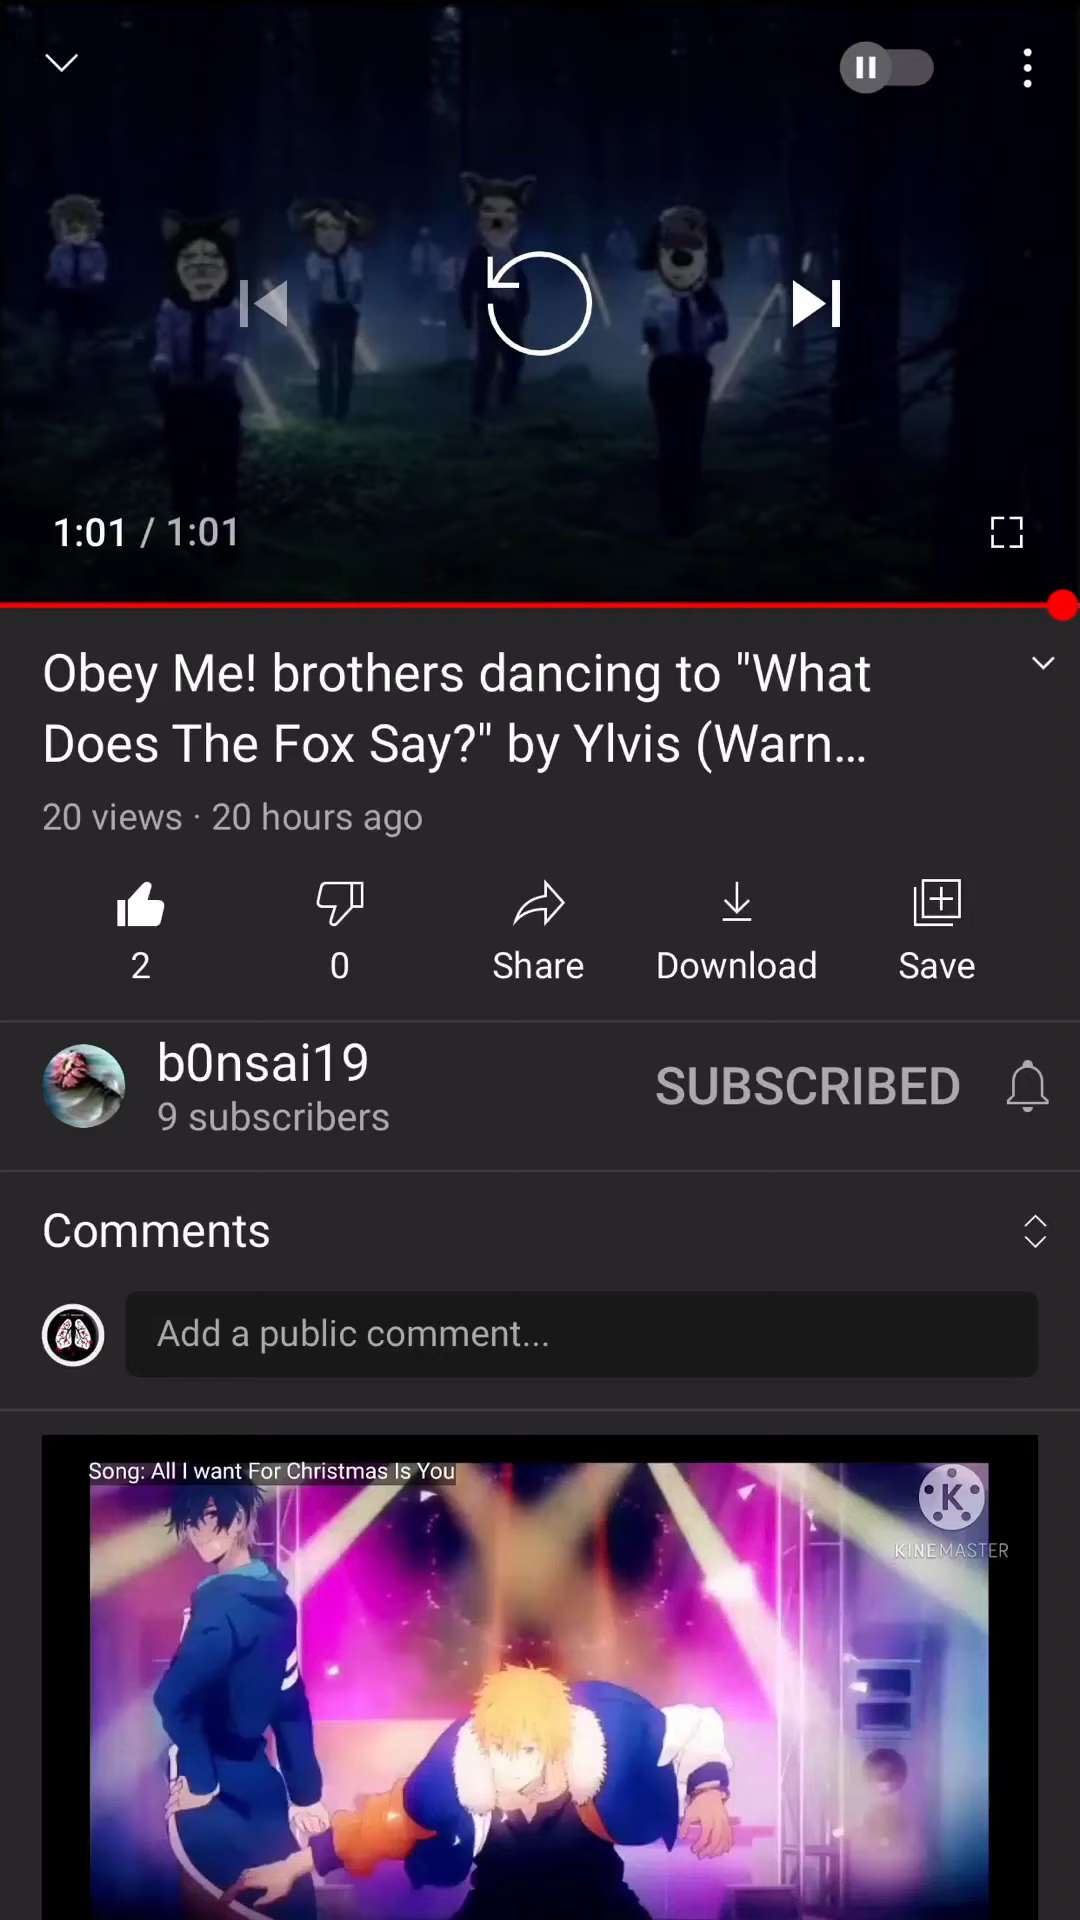 1:01 / 1:01
Obey Me! brothers dancing to "What
Does The Fox Say?" by Ylvis (Warn...
20 views · 20 hours ago
2
0
Share
Download
Save
b0nsai19
9 subscribers
SUBSCRIBED
Comments
Add a public comment...
Song: All I want For Christmas Is You
K
KINEMASTER